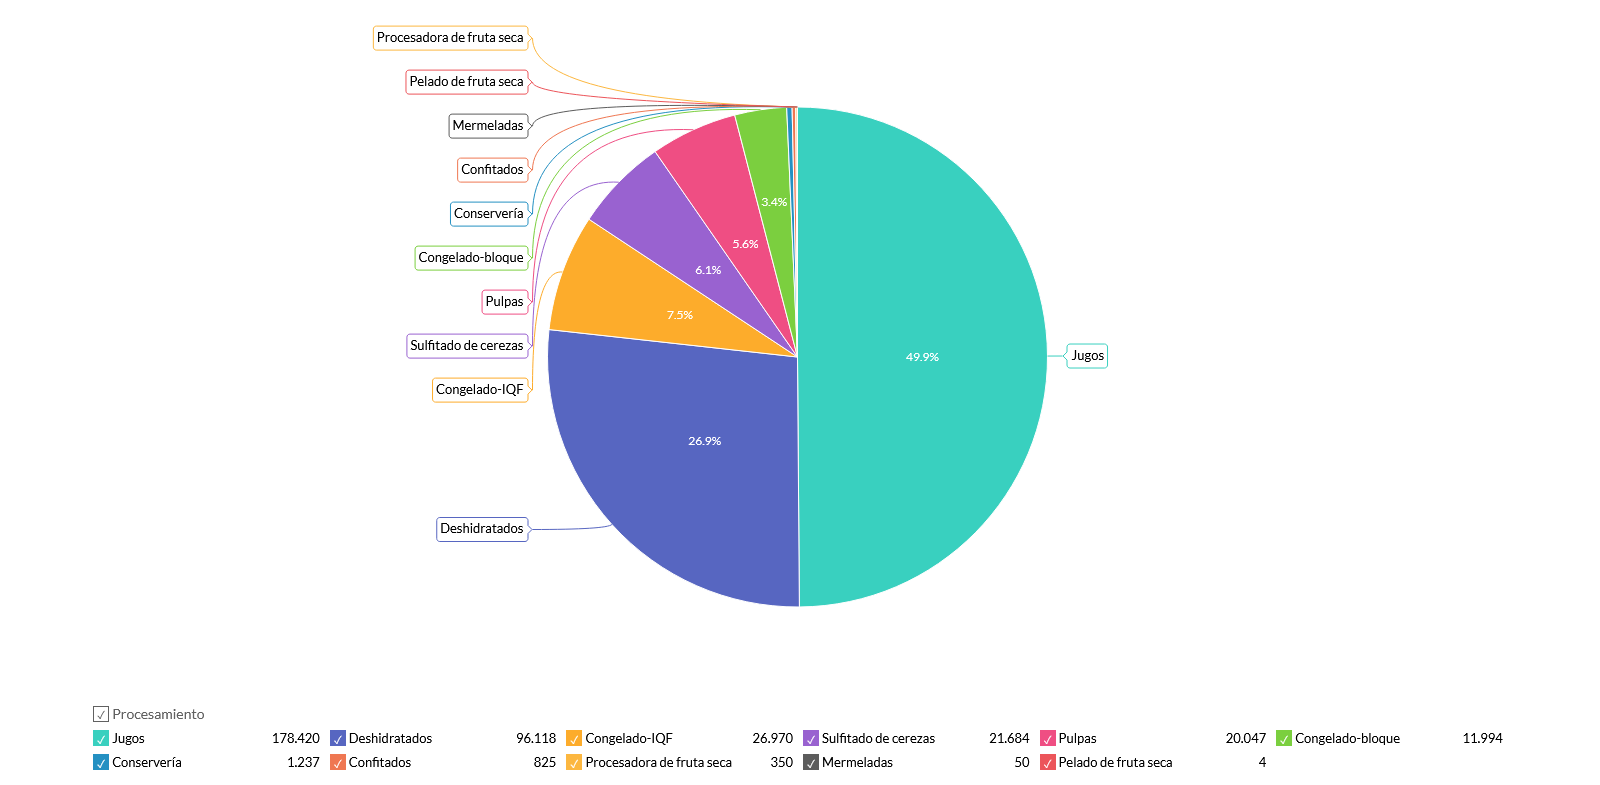 Procesadora de fruta seca
Pelado de fruta seca
Mermeladas
Confitados
Conservería
Congelado-bloque
Pulpas
Sulfitado de cerezas
Congelado-IQF
Deshidratados
Jugos
3.4%
5.6%
6.1%
7.5%
49.9%
26.9%
Procesamiento
Jugos 178.420 Deshidratados 96.118 Congelado-IQF 26.970 Sulfitado de cerezas 21.684 Pulpas 20.047 Congelado-bloque 11.994
Conservería 1.237 Confitados 825 Procesadora de fruta seca 350 Mermeladas 50 Pelado de fruta seca 4